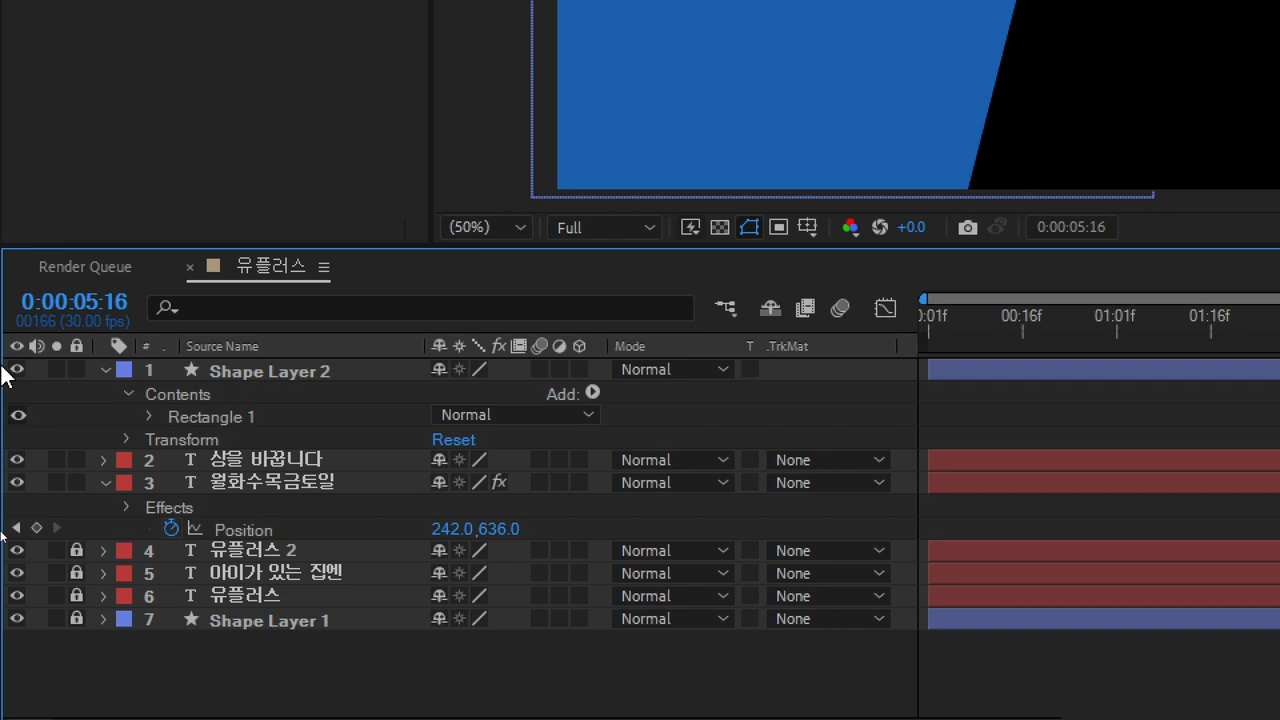 (50%) Full +0.0 0:00:05:16
Render Queue × 유플러스
0:00:05:16
00166 (30.00 fps)
):01f 00:16f 01:01f 01:16f
# . Source Name fx Mode T .TrkMat
1 Shape Layer 2 Normal
Contents Add:
Rectangle 1 Normal
Transform Reset
2 T 상을 바꿉니다 Normal None
3 T 월화수목금토일 fx Normal None
Effects
Position 242.0,636.0
4 T 유플러스 2 Normal None
5 T 아이가 있는 집엔 Normal None
6 T 유플러스 Normal None
7 Shape Layer 1 Normal None